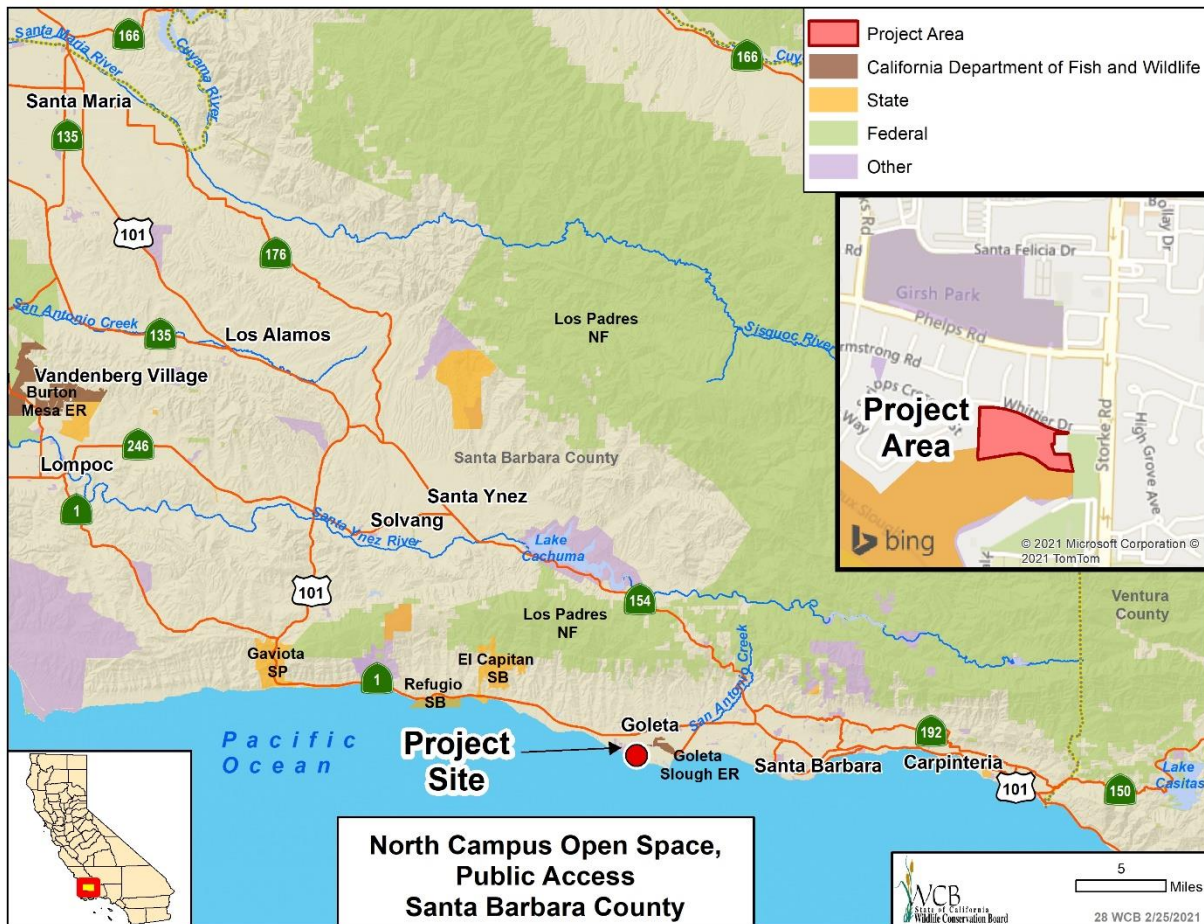 166
Santa Maria River
Cuyama River
166
Santa Maria
135
101
176
San Antonio Creek
135
Los Alamos
Los Padres
NF
Sisquoc River
Vandenberg Village
Burton
Mesa ER
246
Santa Barbara County
Lompoc
1
Santa Ynez
Solvang
Santa Ynez River
Lake
Cachuma
101
154
Los Padres
NF
Gaviota
SP
1
El Capitan
SB
Refugio
SB
San Antonio Creek
Goleta
192
Goleta
Slough ER
Santa Barbara
Carpinteria
101
150
Lake
Casitas
Ventura
County
Pacific
Ocean
Project
Site
Project Area
California Department of Fish and Wildlife
State
Federal
Other
Rd
Santa Felicia Dr
Girsh Park
Phelps Rd
Whittier Dr
Way
Project
Area
Storke Rd
High Grove Ave
bing
© 2021 Microsoft Corporation ©
2021 TomTom
North Campus Open Space,
Public Access
Santa Barbara County
WCB
State of California
Wildlife Conservation Board
5
Miles
28 WCB 2/25/2021